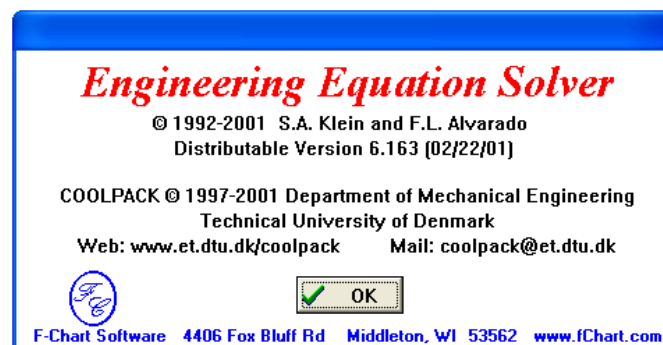 Engineering Equation Solver
© 1992-2001 S.A. Klein and F.L. Alvarado
Distributable Version 6.163 (02/22/01)
COOLPACK © 1997-2001 Department of Mechanical Engineering
Technical University of Denmark
Web: www.et.dtu.dk/coolpack Mail: coolpack@et.dtu.dk
FC
OK
F-Chart Software 4406 Fox Bluff Rd Middleton, WI 53562 www.fChart.com